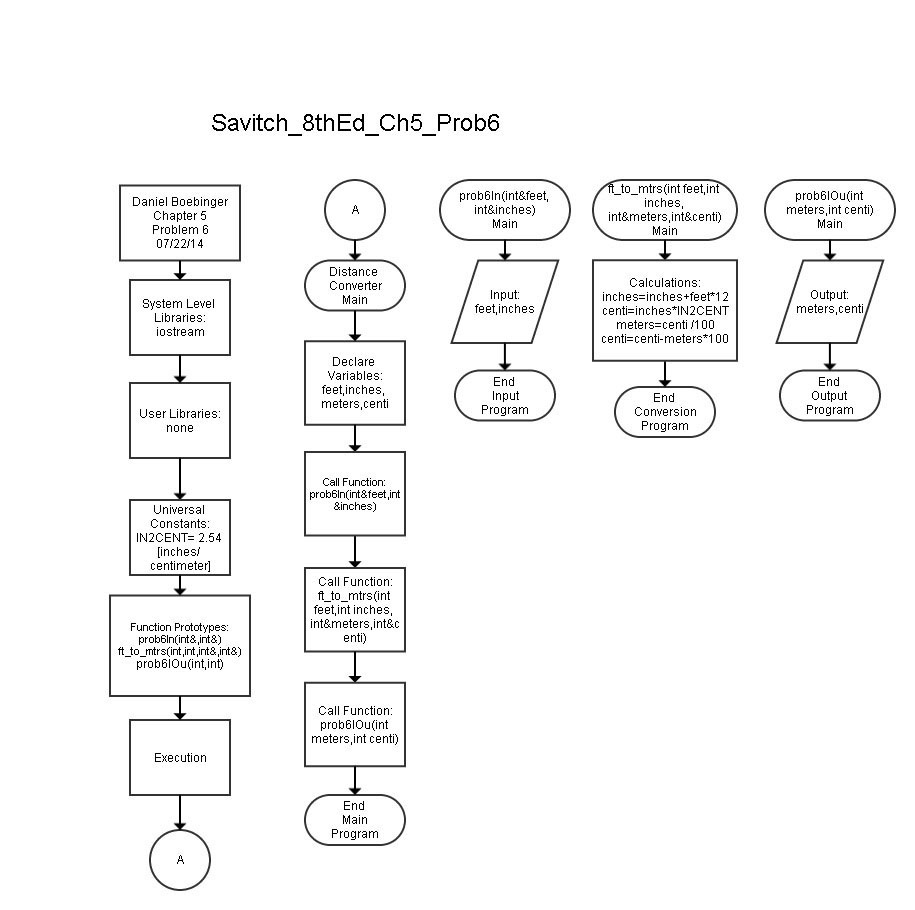 Savitch_8thEd_Ch5_Prob6
Daniel Boebinger
Chapter 5
Problem 6
07/22/14
System Level
Libraries:
iostream
User Libraries:
none
Universal
Constants:
IN2CENT= 2.54
[inches/
centimeter]
Function Prototypes:
prob6In(int&,int&)
ft_to_mtrs(int,int,int&,int&)
prob6IOu(int,int)
Execution
A
A
Distance
Converter
Main
Declare
Variables:
feet,inches,
meters,centi
Call Function:
prob6In(int&feet,int
&inches)
Call Function:
ft_to_mtrs(int
feet,int inches,
int&meters,int&c
enti)
Call Function:
prob6IOu(int
meters,int centi)
End
Main
Program
prob6In(int&feet,
int&inches)
Main
Input:
feet,inches
End
Input
Program
ft_to_mtrs(int feet,int
inches,
int&meters,int&centi)
Main
Calculations:
inches=inches+feet*12
centi=inches*IN2CENT
meters=centi /100
centi=centi-meters*100
End
Conversion
Program
prob6IOu(int
meters,int centi)
Main
Output:
meters,centi
End
Output
Program